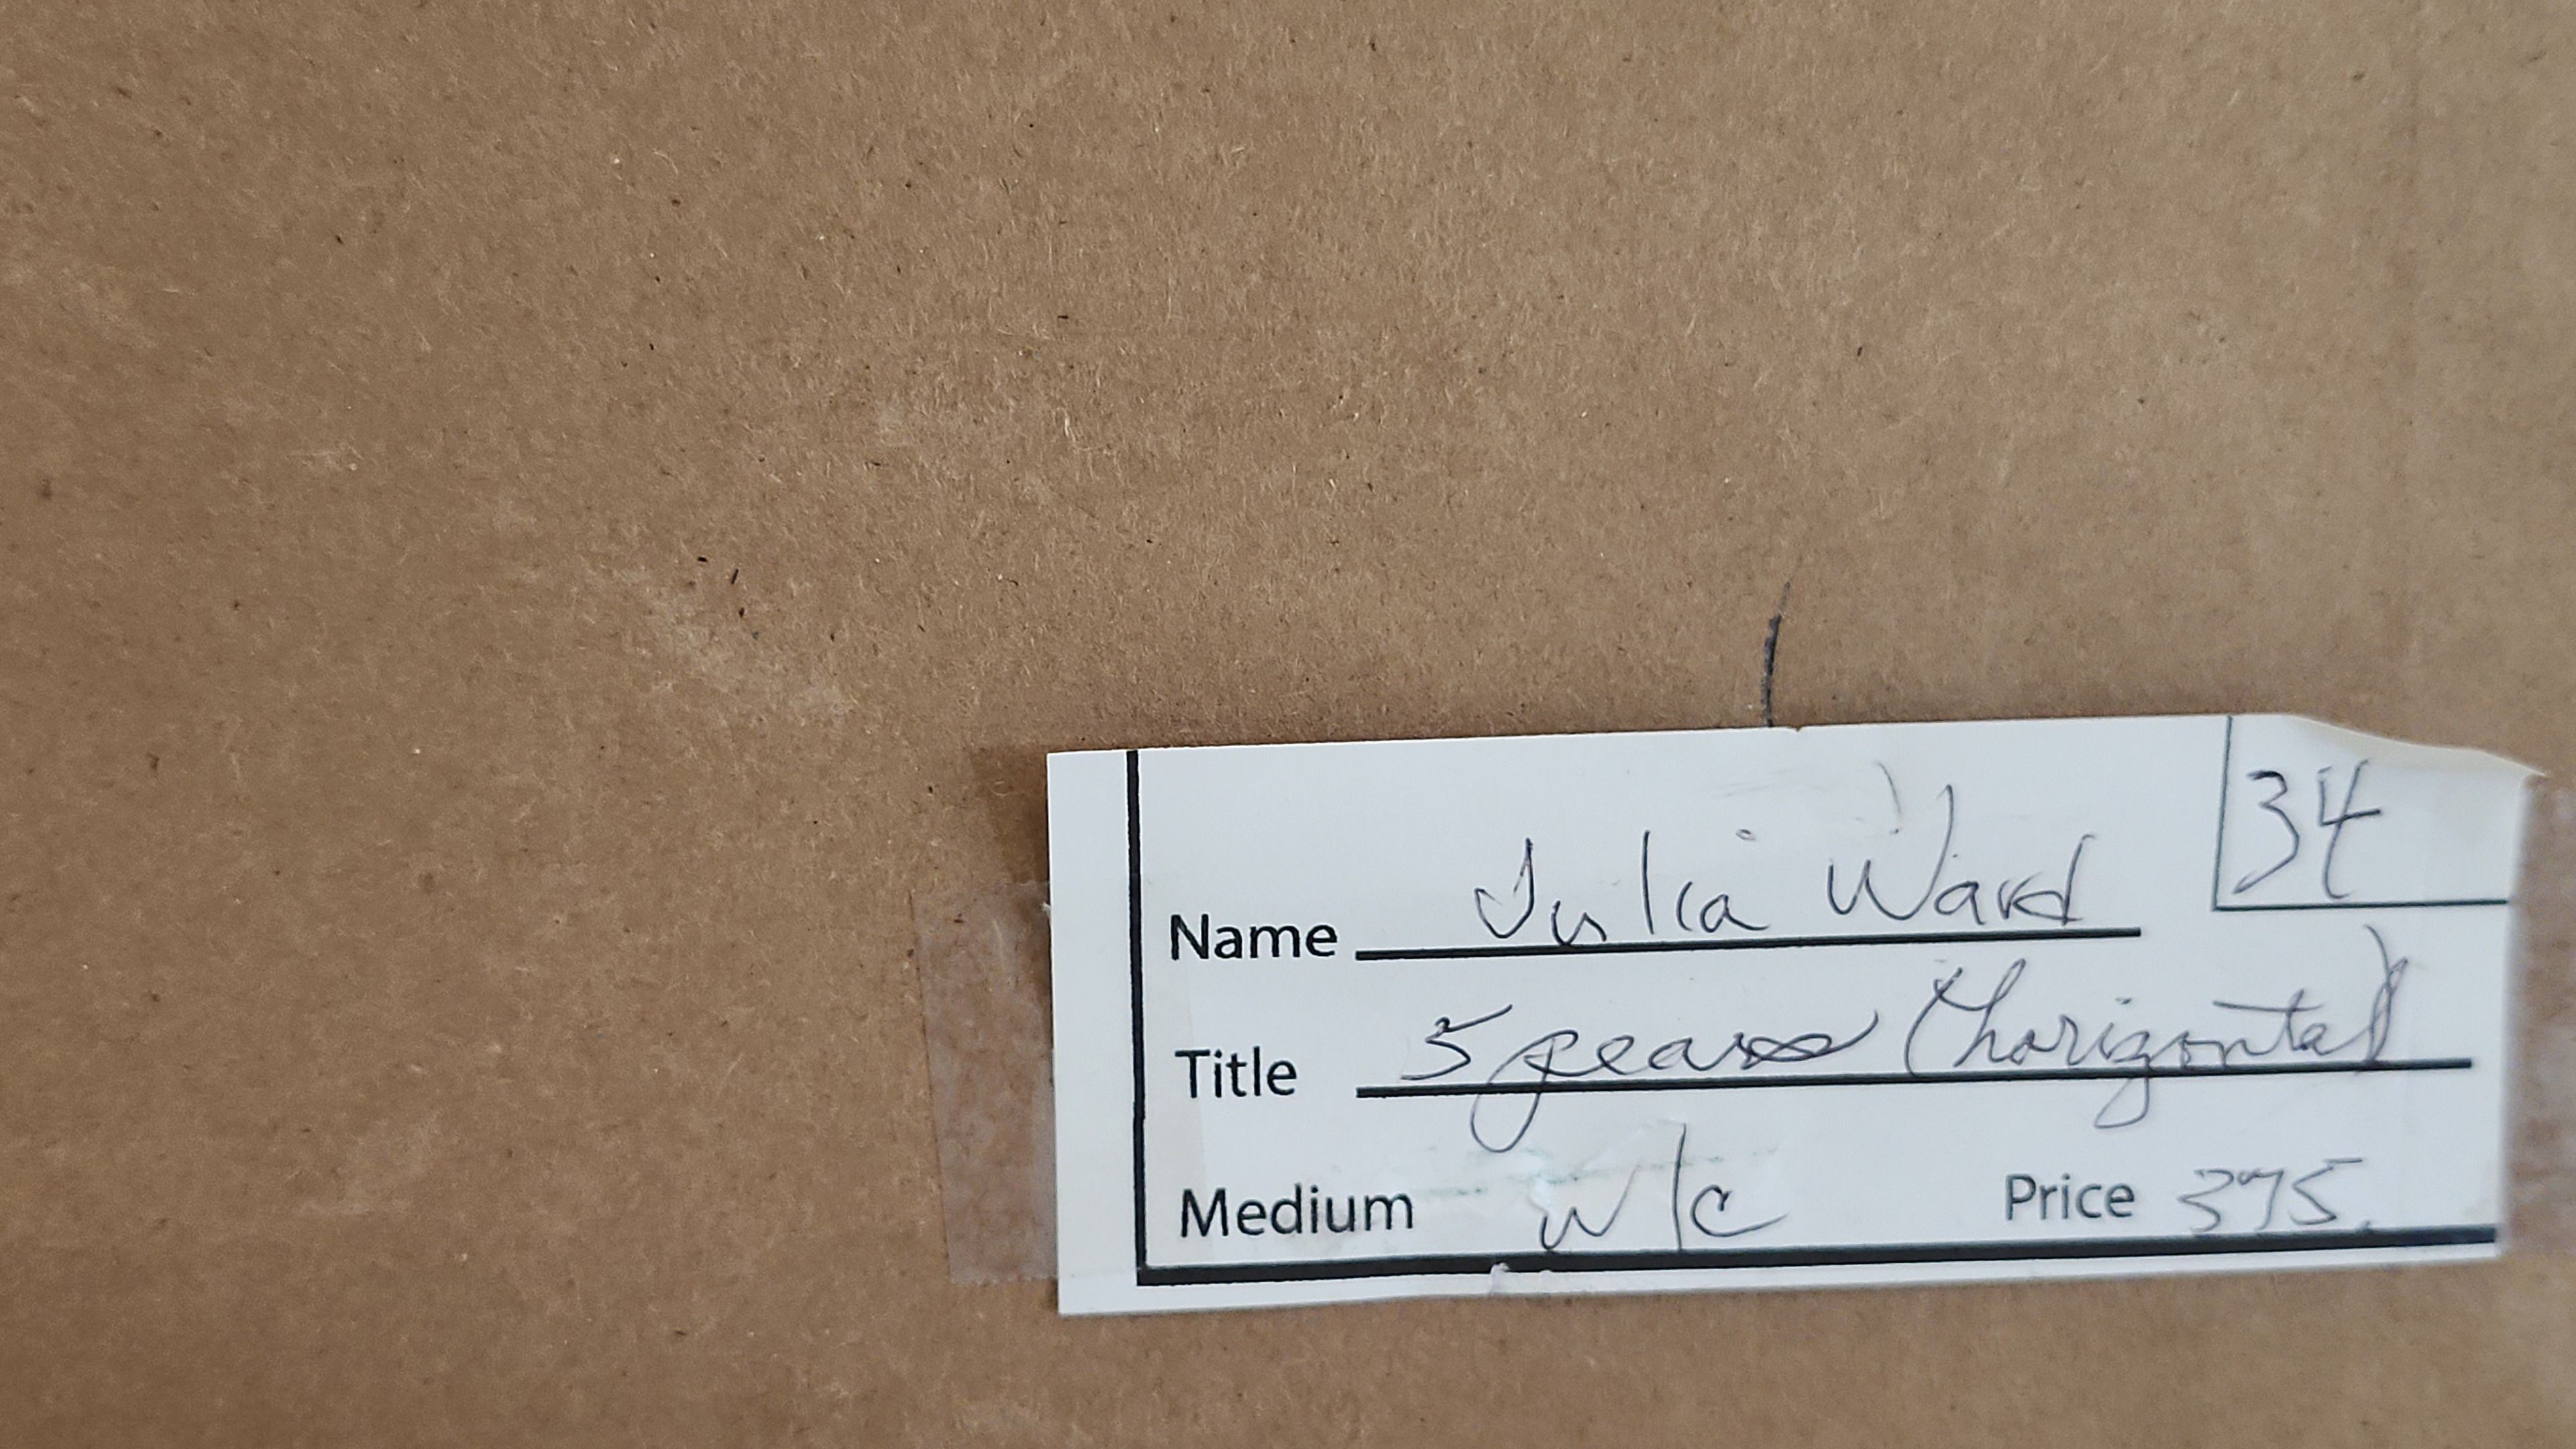 34
Name Julia Ward
Title 5 pears (horizontal)
Medium w/c Price 375.